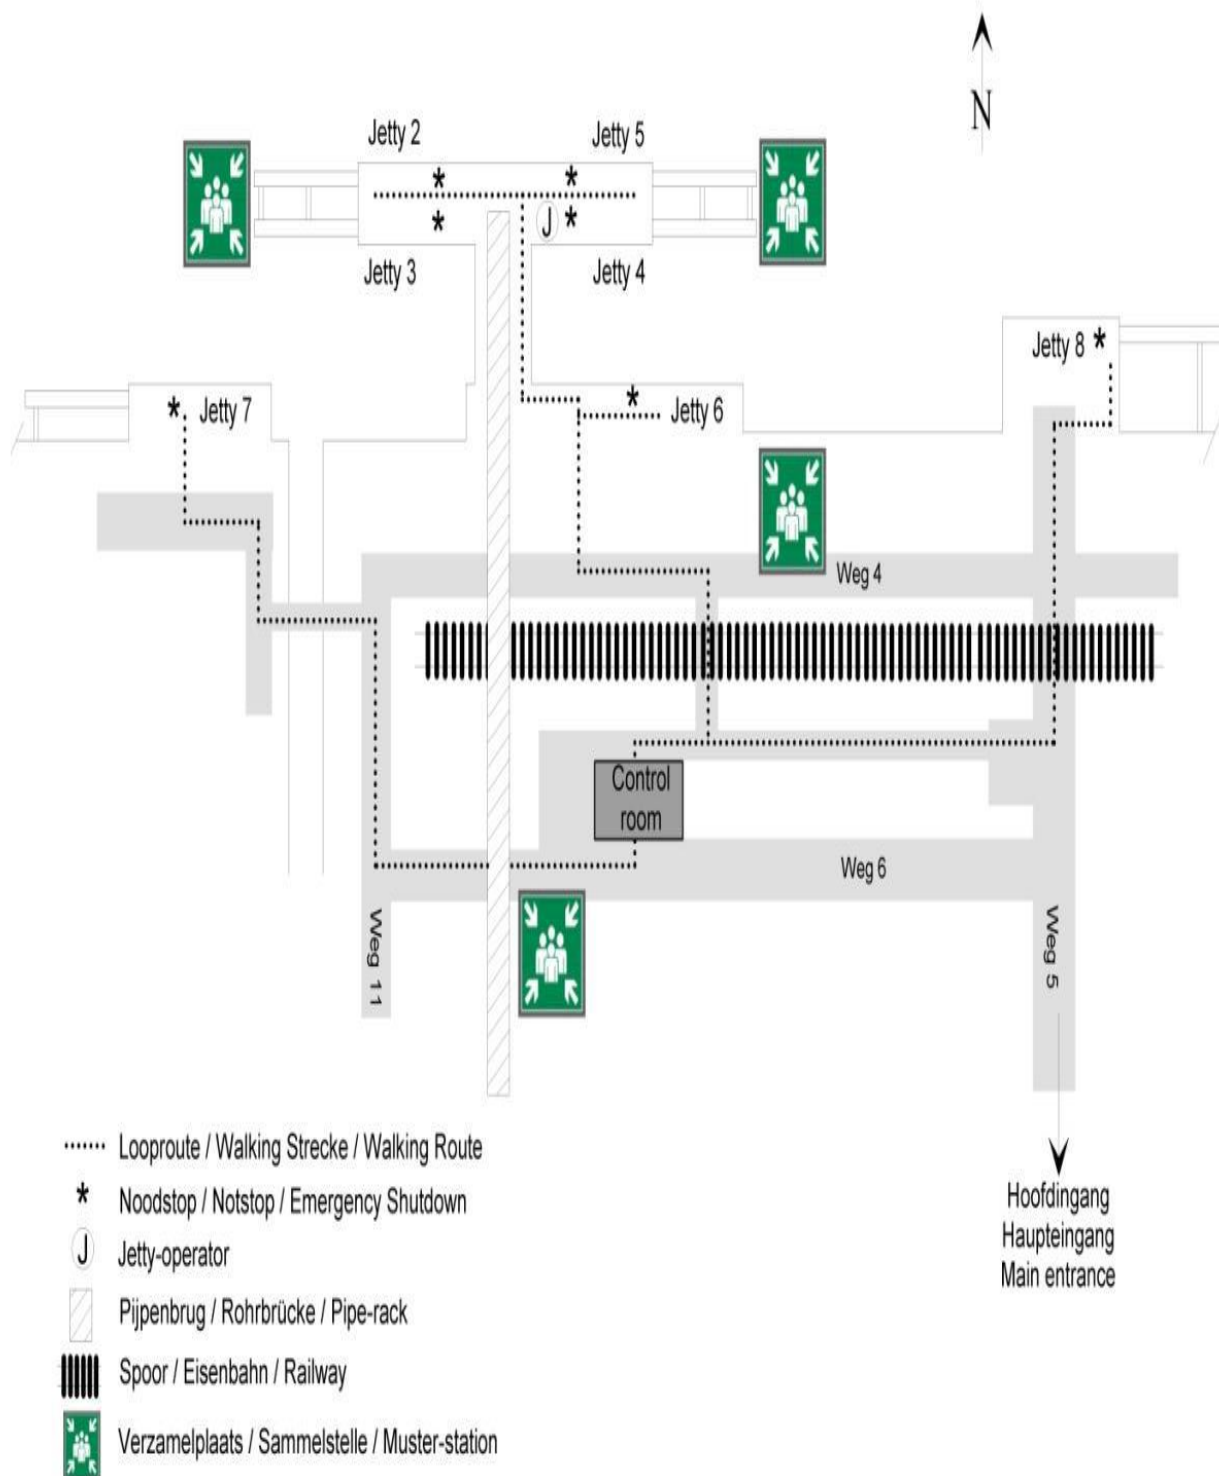 N
Jetty 2
Jetty 5
J
Jetty 3
Jetty 4
Jetty 8
Jetty 7
Jetty 6
Weg 4
Control
room
Weg 6
Weg 11
Weg 5
Looproute / Walking Strecke / Walking Route
Noodstop / Notstop / Emergency Shutdown
J Jetty-operator
Pijpenbrug / Rohrbrücke / Pipe-rack
Spoor / Eisenbahn / Railway
Verzamelplaats / Sammelstelle / Muster-station
Hoofdingang
Haupteingang
Main entrance